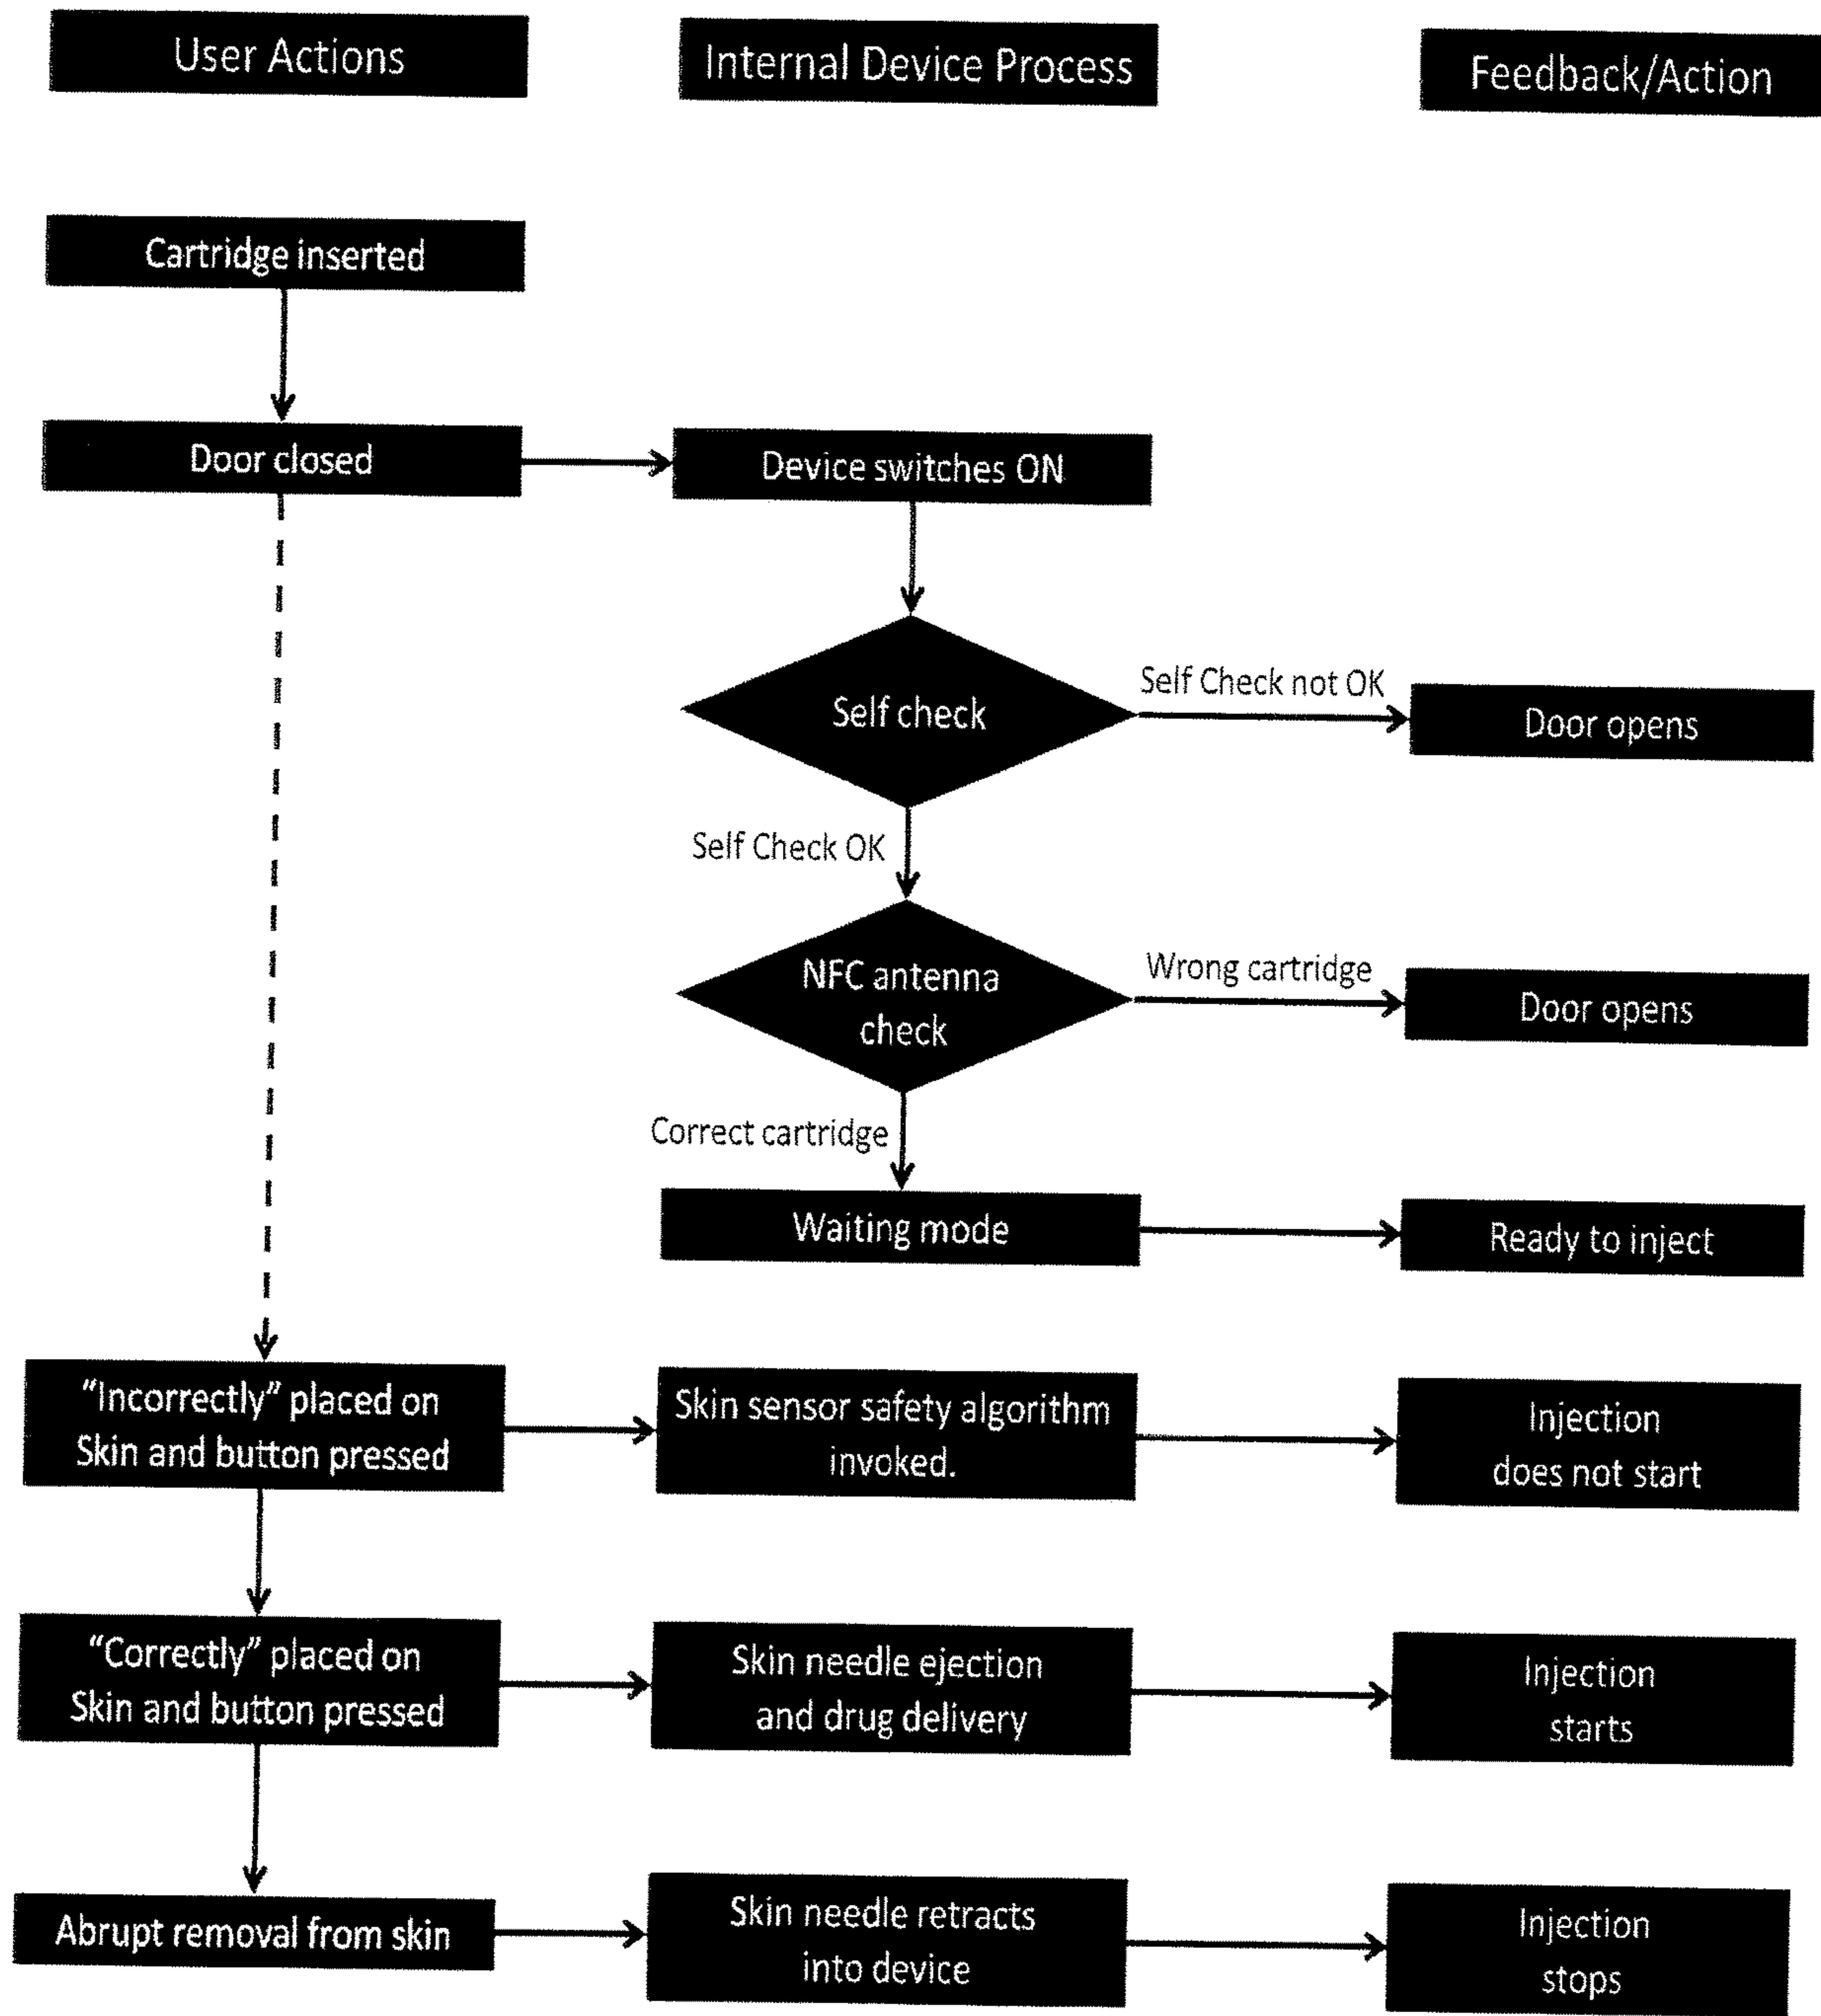 User Actions
Internal Device Process
Feedback/Action
Cartridge inserted
Door closed
Device switches ON
Self check
Self Check not OK
Door opens
Self Check OK
NFC antenna
check
Wrong cartridge
Door opens
Correct cartridge
Waiting mode
Ready to inject
“Incorrectly” placed on
Skin and button pressed
Skin sensor safety algorithm
invoked.
Injection
does not start
“Correctly” placed on
Skin and button pressed
Skin needle ejection
and drug delivery
Injection
starts
Abrupt removal from skin
Skin needle retracts
into device
Injection
stops